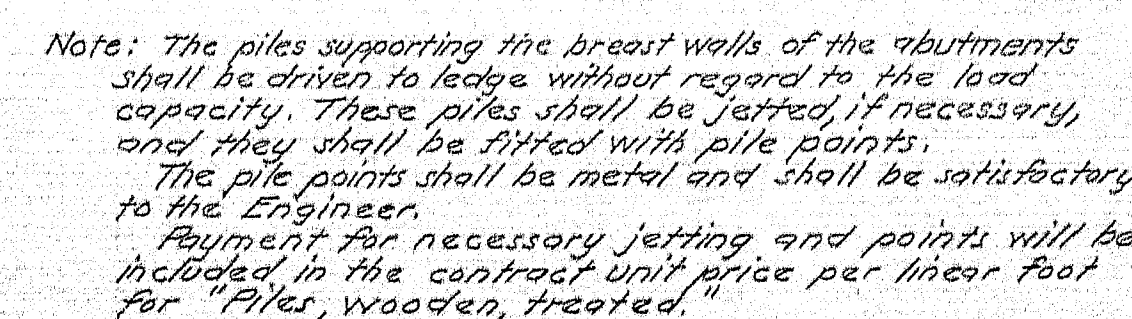 Note: The piles supporting the breast walls of the abutments
shall be driven to ledge without regard to the load
capacity. These piles shall be jetted, if necessary,
and they shall be fitted with pile points.
The pile points shall be metal and shall be satisfactory
to the Engineer.
Payment for necessary jetting and points will be
included in the contract unit price per linear foot
for "Piles, wooden, treated."